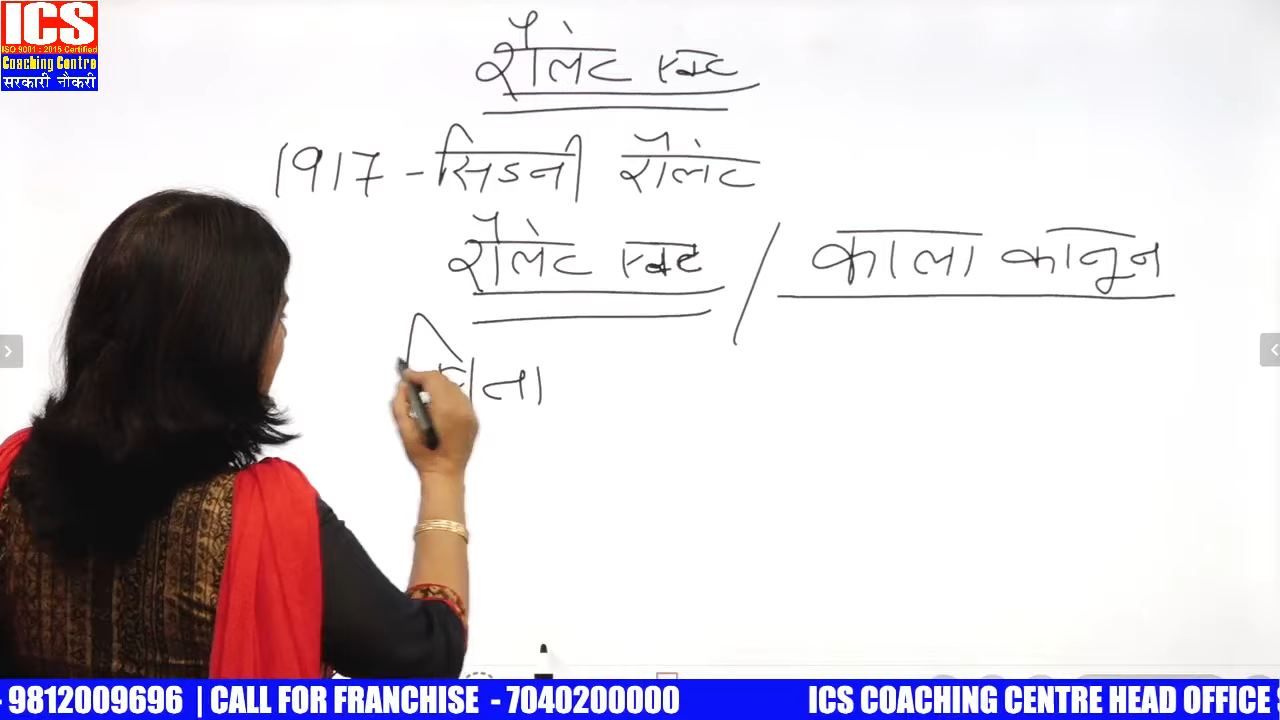 ICS
ISO 9001 : 2015 Certified
Coaching Centre
सरकारी नौकरी
रौलेट एक्ट
1917 - सिडनी रौलेट
रौलेट एक्ट / काला कानून
- 9812009696 | CALL FOR FRANCHISE - 7040200000
ICS COACHING CENTRE HEAD OFFICE